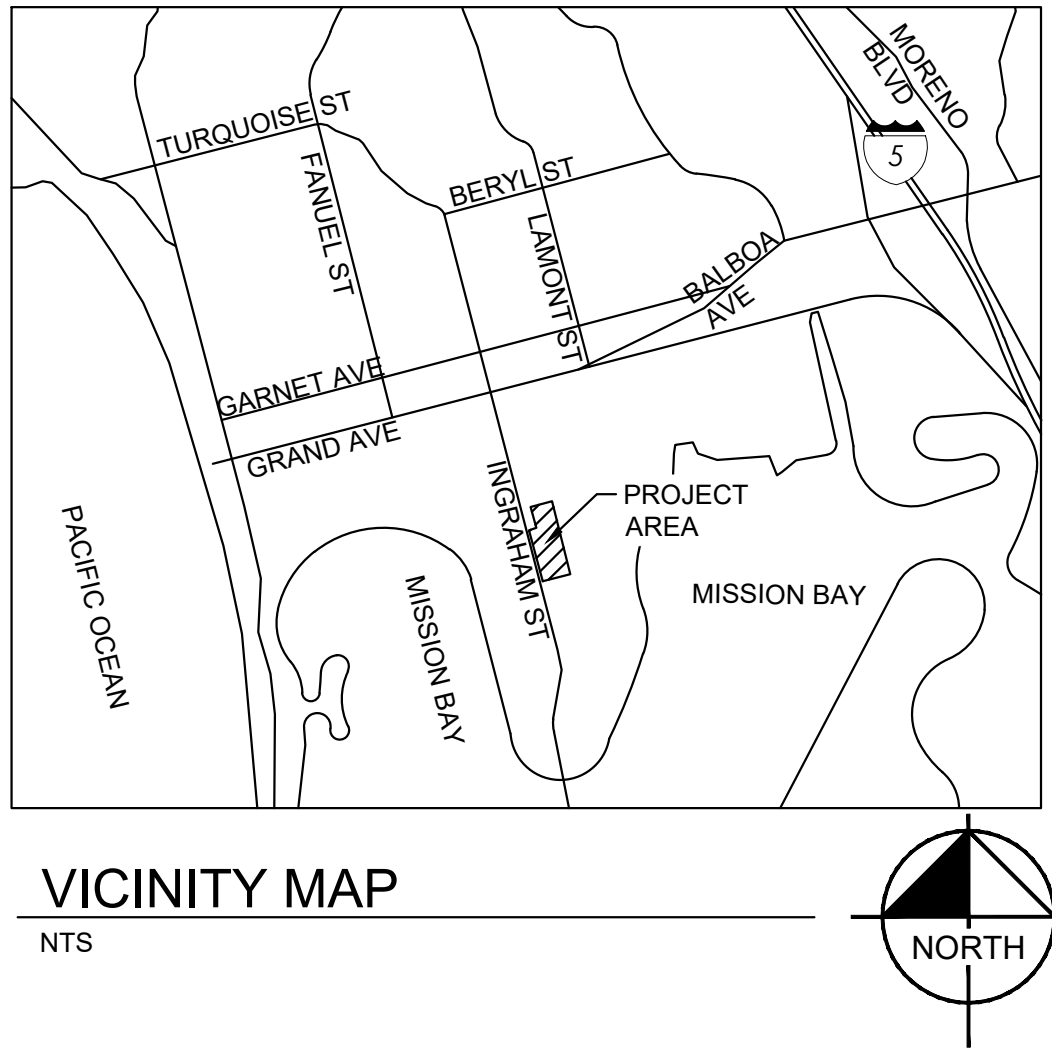 MORENO
BLVD
5
TURQUOISE ST
FANUEL ST
BERYL ST
LAMONT ST
BALBOA
AVE
GARNET AVE
GRAND AVE
INGRAHAM ST
PROJECT
AREA
PACIFIC OCEAN
MISSION BAY
MISSION BAY
VICINITY MAP
NTS
NORTH